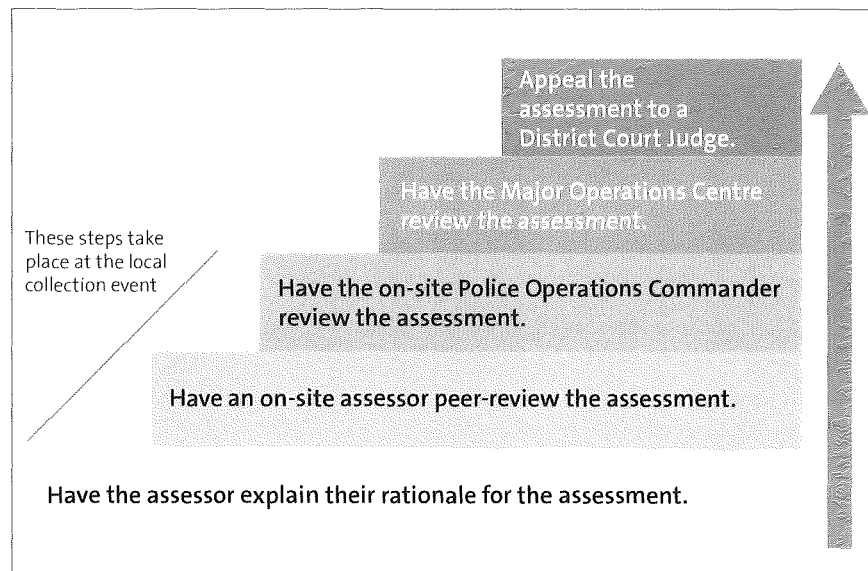 Appeal the
assessment to a
District Court Judge.
Have the Major Operations Centre
review the assessment.
These steps take
place at the local
collection event
Have the on-site Police Operations Commander
review the assessment.
Have an on-site assessor peer-review the assessment.
Have the assessor explain their rationale for the assessment.